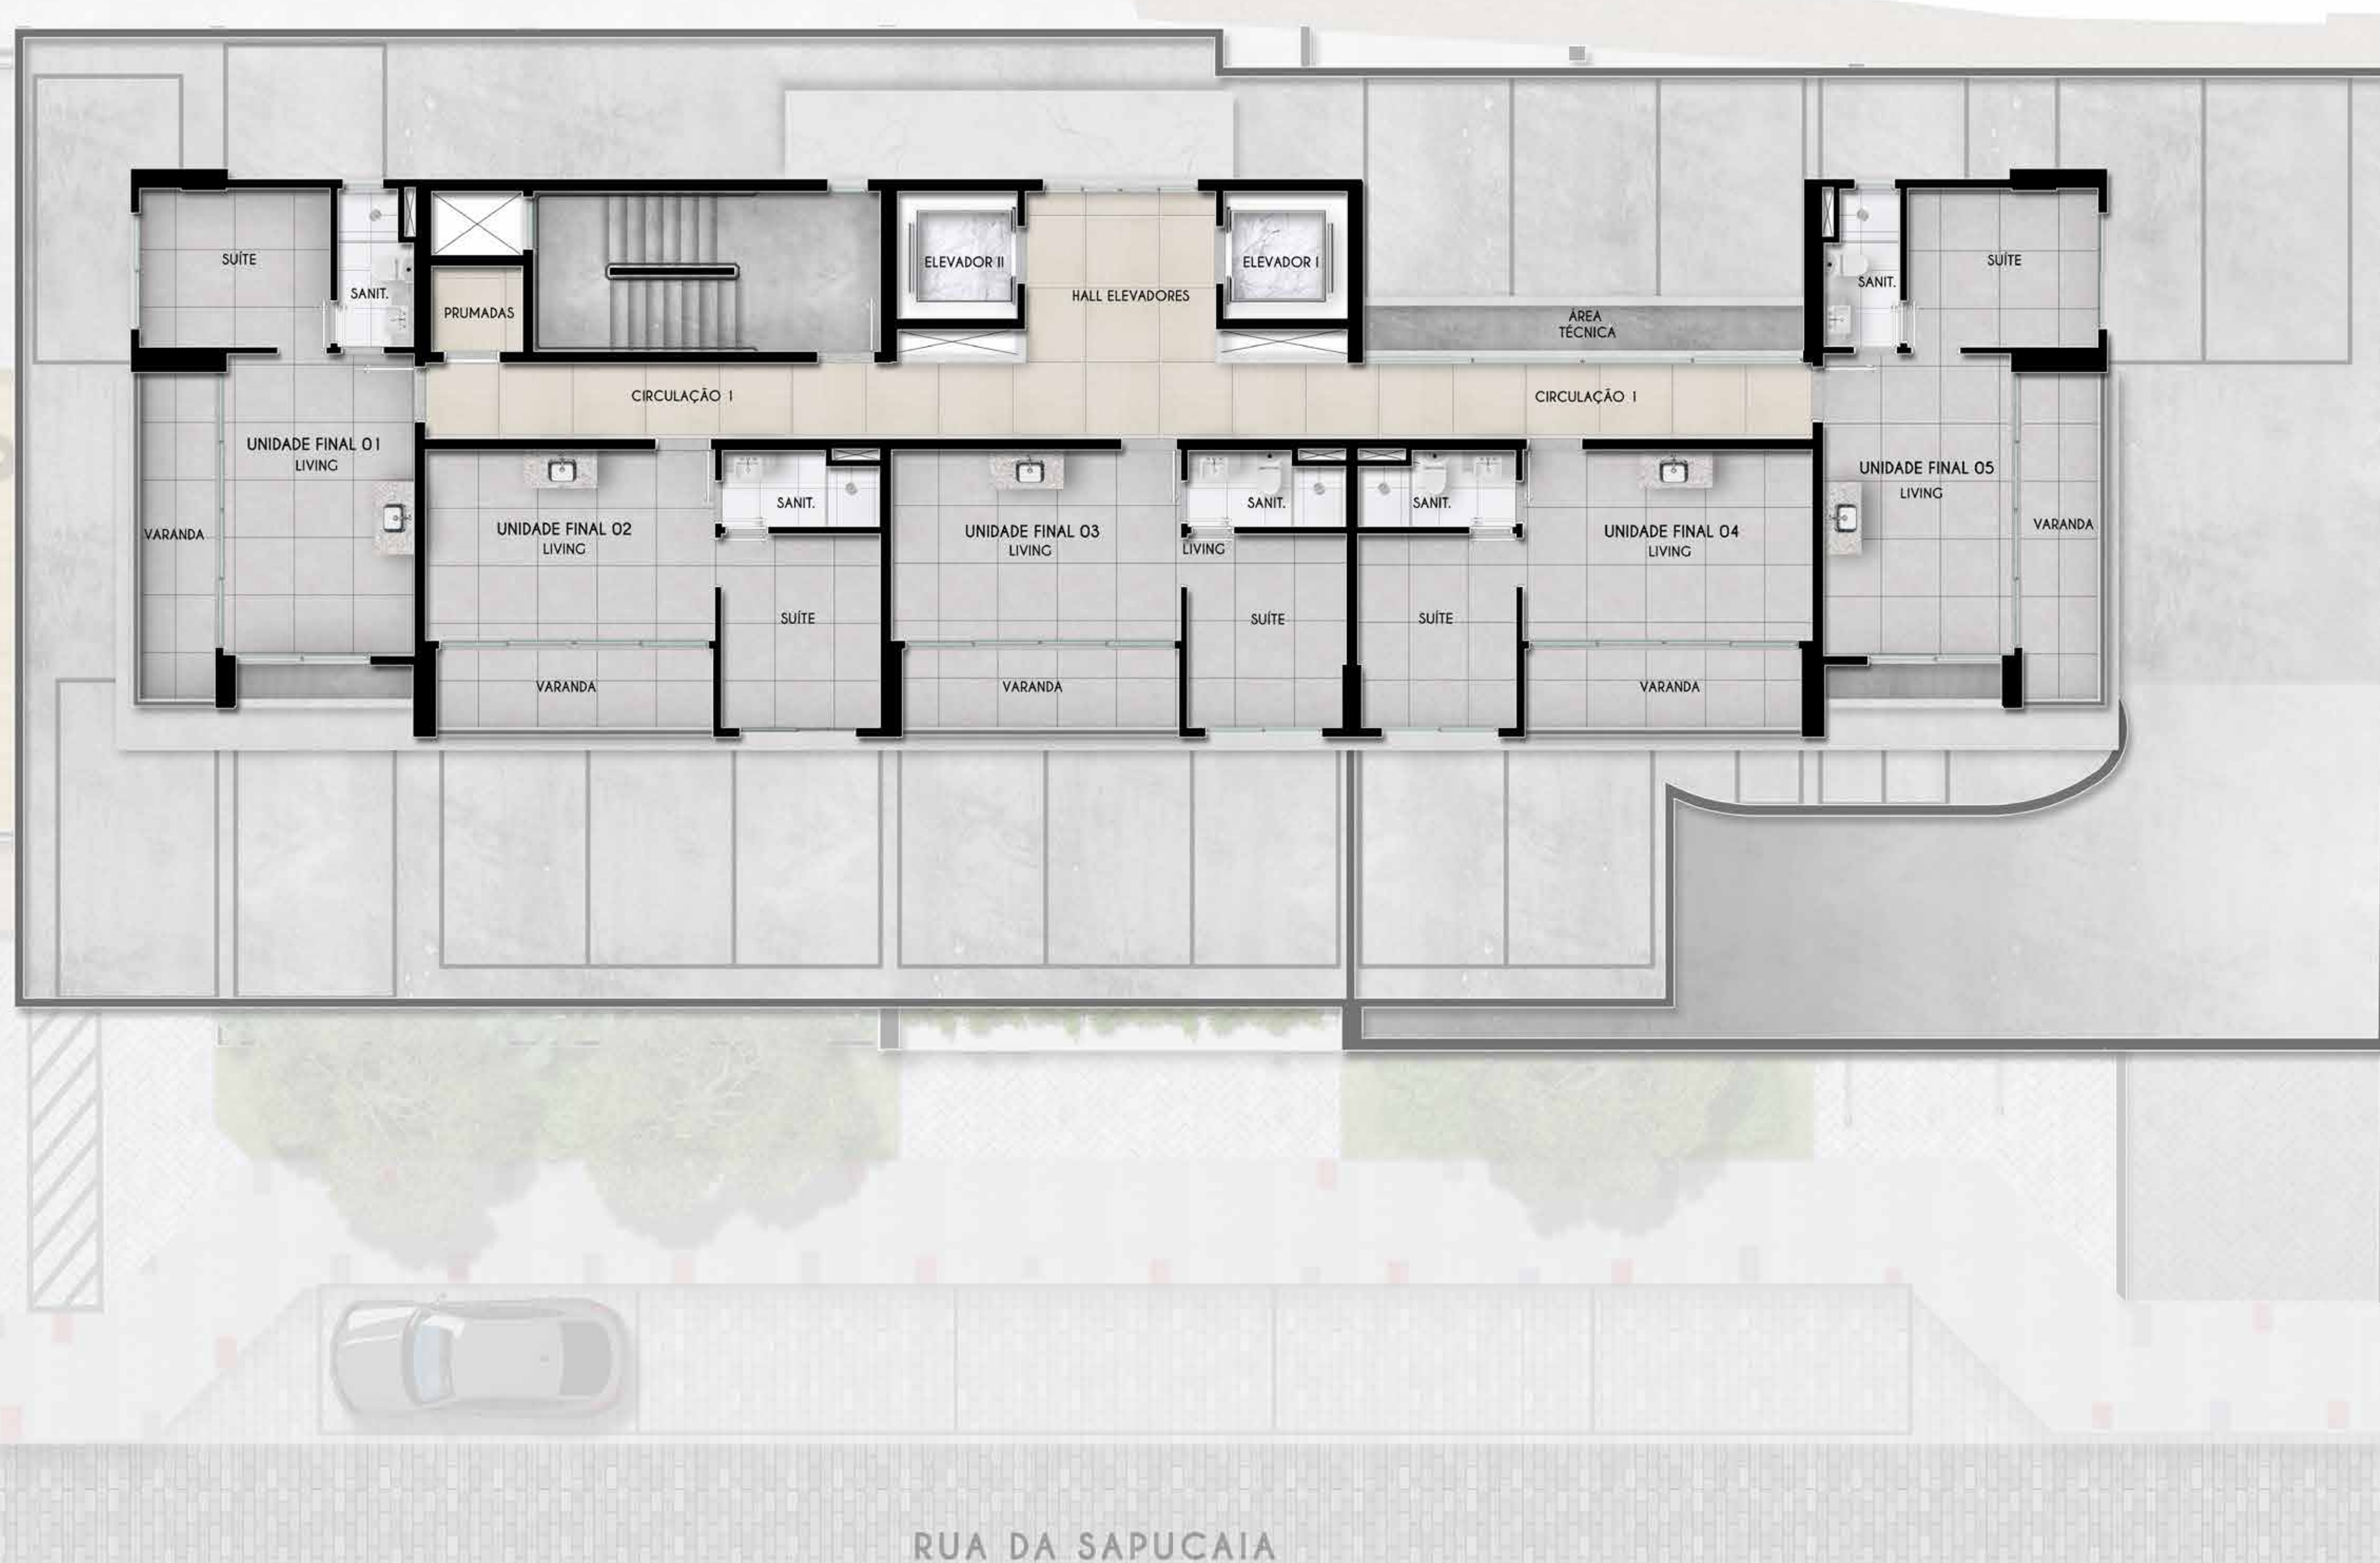 SUÍTE
SANIT.
PRUMADAS
ELEVADOR II
HALL ELEVADORES
ELEVADOR I
ÁREA
TÉCNICA
SANIT.
SUÍTE
CIRCULAÇÃO 1
CIRCULAÇÃO 1
UNIDADE FINAL 01
LIVING
VARANDA
UNIDADE FINAL 02
LIVING
SANIT.
SUÍTE
VARANDA
UNIDADE FINAL 03
LIVING
SANIT.
LIVING
SUÍTE
VARANDA
SANIT.
SUÍTE
UNIDADE FINAL 04
LIVING
VARANDA
UNIDADE FINAL 05
LIVING
VARANDA
RUA DA SAPUCAIA